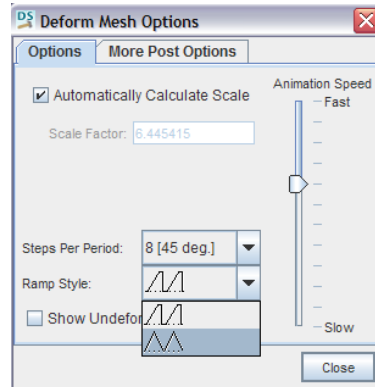 DS Deform Mesh Options
Options
More Post Options
Automatically Calculate Scale
Scale Factor: 6.445415
Animation Speed
Fast
Steps Per Period: 8 [45 deg.]
Ramp Style:
Show Undefor
Slow
Close